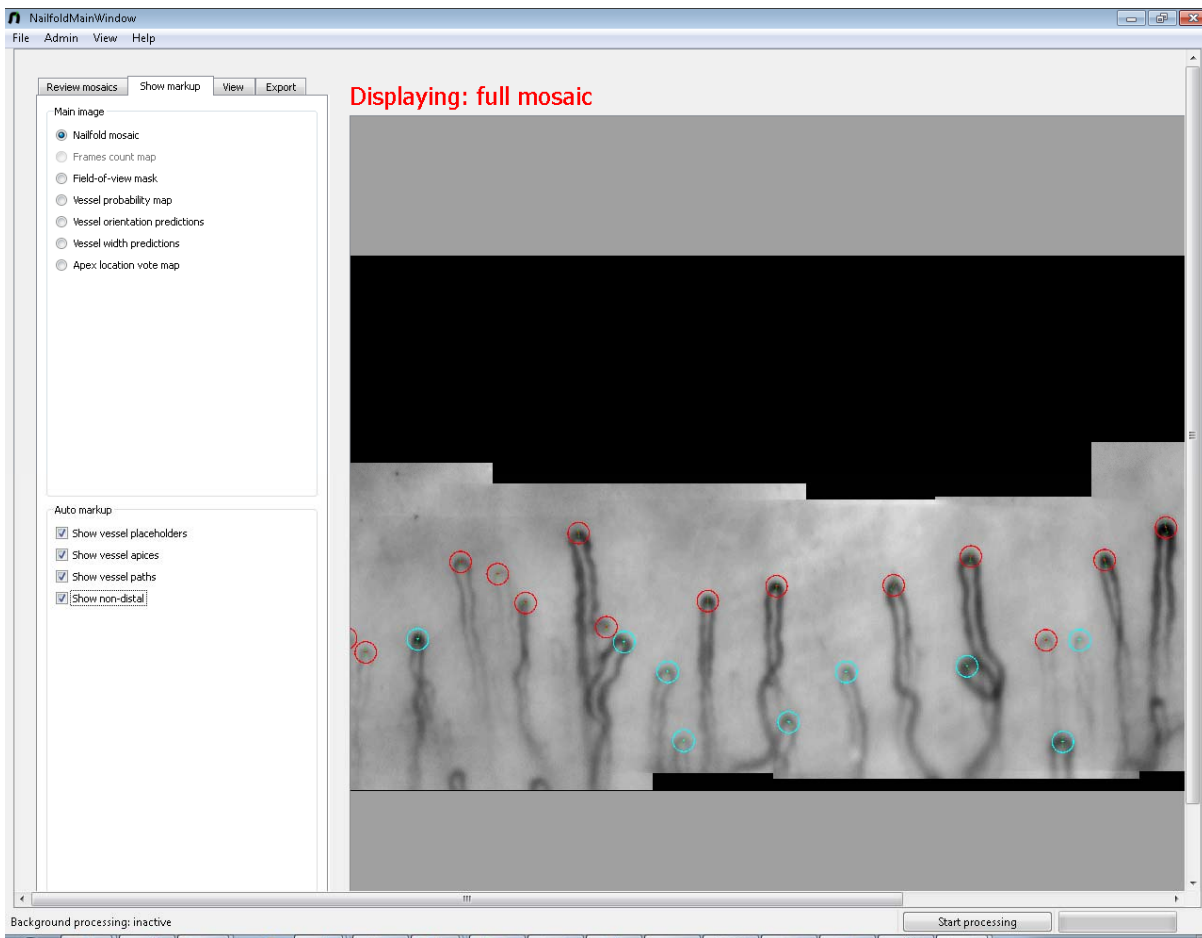 NailfoldMainWindow
File Admin View Help
Review mosaics Show markup View Export
Displaying: full mosaic
Main image
Nailfold mosaic
Frames count map
Field-of-view mask
Vessel probability map
Vessel orientation predictions
Vessel width predictions
Apex location vote map
Auto markup
Show vessel placeholders
Show vessel apices
Show vessel paths
Show non-distal
Background processing: inactive
Start processing